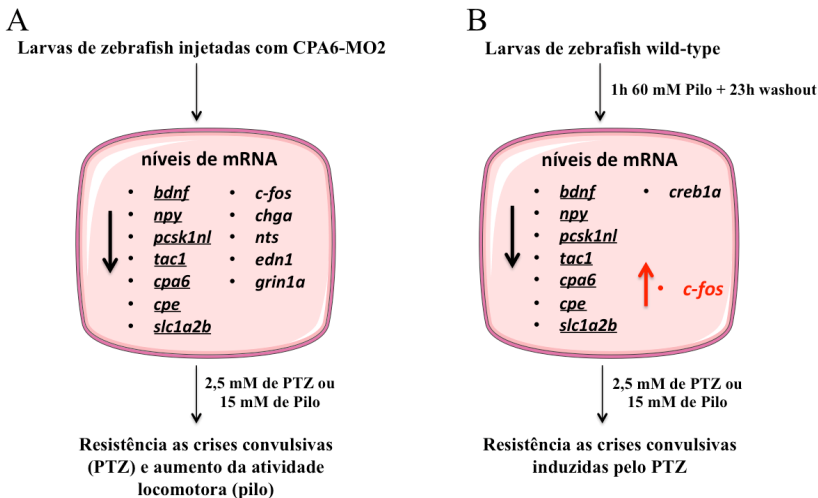 A
Larvas de zebrafish injetadas com CPA6-MO2
níveis de mRNA
• bdnf
• npy
• pcsk1nl
• tac1
• cpa6
• cpe
• slc1a2b
• c-fos
• chga
• nts
• edn1
• grin1a
2,5 mM de PTZ ou
15 mM de Pilo
Resistência as crises convulsivas
(PTZ) e aumento da atividade
locomotora (pilo)
B
Larvas de zebrafish wild-type
1h 60 mM Pilo + 23h washout
níveis de mRNA
• bdnf
• npy
• pcsk1nl
• tac1
• cpa6
• cpe
• slc1a2b
• creb1a
• c-fos
2,5 mM de PTZ ou
15 mM de Pilo
Resistência as crises convulsivas
induzidas pelo PTZ